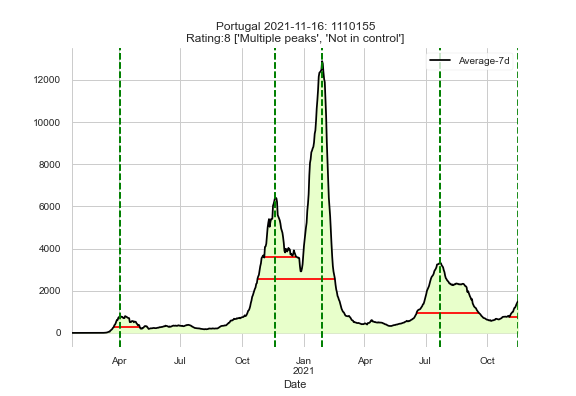 Portugal 2021-11-16: 1110155
Rating:8 ['Multiple peaks', 'Not in control']
Average-7d
12000
10000
8000
6000
4000
2000
0
Apr Jul Oct Jan Apr Jul Oct
2021
Date